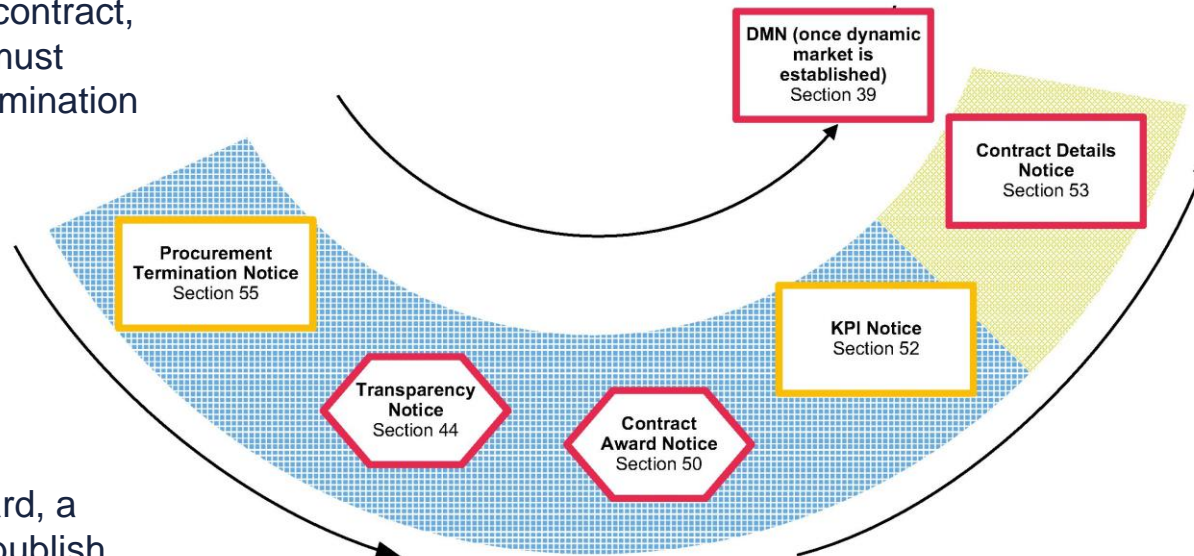 contract,
must
mination
DMN (once dynamic
market is
established)
Section 39
Contract Details
Notice
Section 53
Procurement
Termination Notice
Section 55
KPI Notice
Section 52
Transparency
Notice
Section 44
Contract
Award Notice
Section 50
rd, a
publish